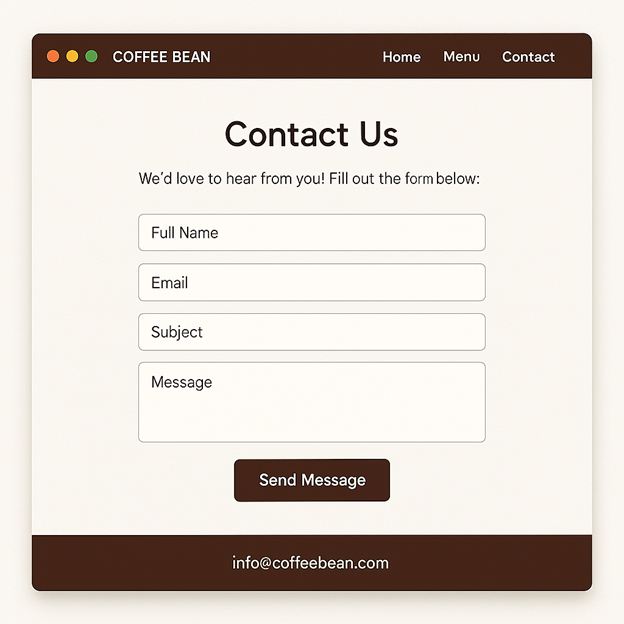 COFFEE BEAN Home Menu Contact
Contact Us
We'd love to hear from you! Fill out the form below:
Full Name
Email
Subject
Message
Send Message
info@coffeebean.com